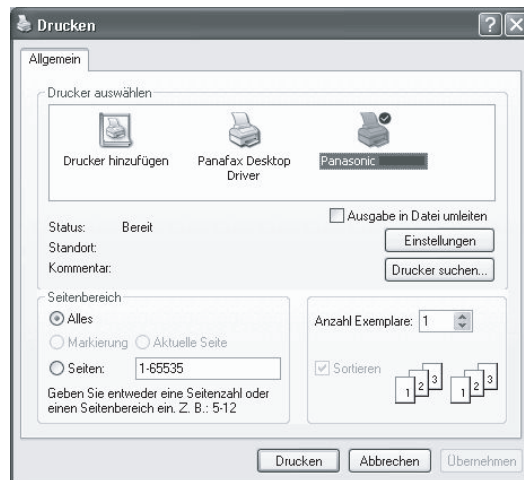 Drucken
Allgemein
Drucker auswählen
Drucker hinzufügen
Panafax Desktop
Driver
Panasonic
Status: Bereit
Standort:
Kommentar:
Ausgabe in Datei umleiten
Einstellungen
Drucker suchen...
Seitenbereich
Alles
Markierung Aktuelle Seite
Seiten: 1-65535
Geben Sie entweder eine Seitenzahl oder
einen Seitenbereich ein. Z. B.: 5-12
Anzahl Exemplare: 1
Sortieren
1 2 3 1 2 3
Drucken Abbrechen Übernehmen